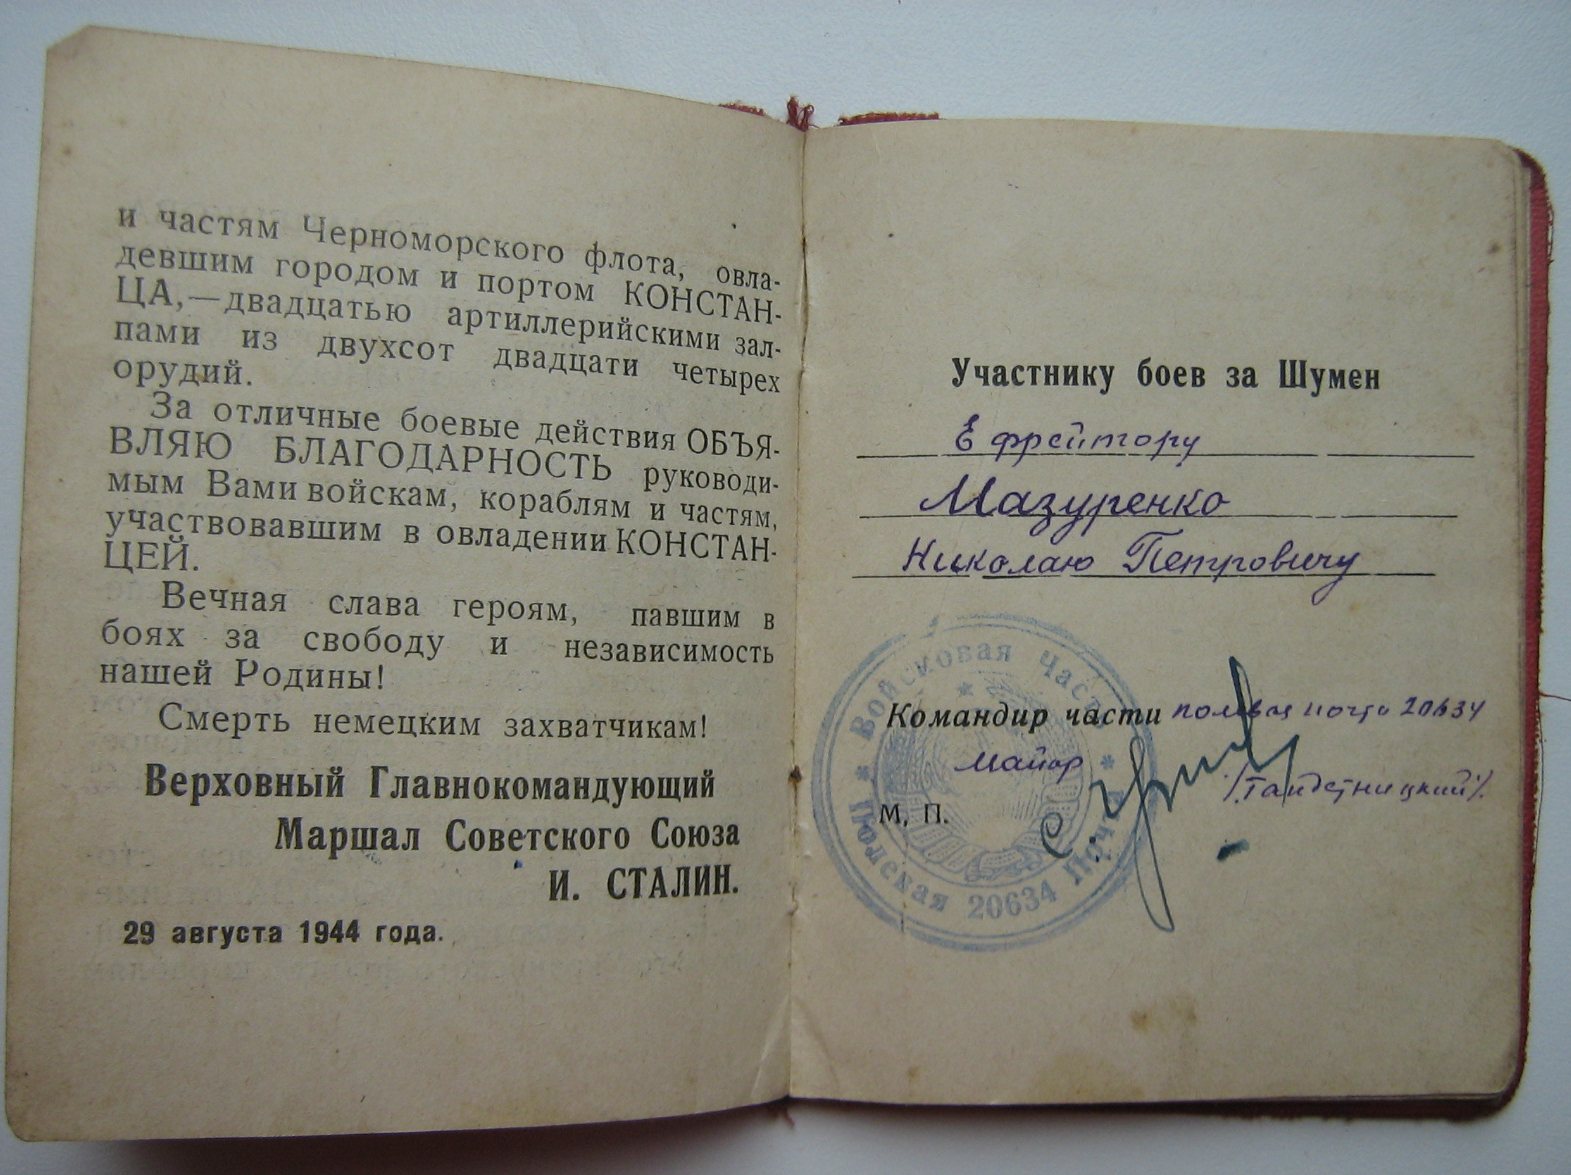 и частям Черноморского флота, овла-
девшим городом и портом КОНСТАН-
ЦА,—двадцатью артиллерийскими зал-
пами из двухсот двадцати четырех
орудий.
За отличные боевые действия ОБЪЯ-
ВЛЯЮ БЛАГОДАРНОСТЬ руководи-
мым Вами войскам, кораблям и частям,
участвовавшим в овладении КОНСТАН-
ЦЕЙ.
Вечная слава героям, павшим в
боях за свободу и независимость
нашей Родины!
Смерть немецким захватчикам!
Верховный Главнокомандующий
Маршал Советского Союза
И. СТАЛИН.
29 августа 1944 года.
Участнику боев за Шумен
Ефрейтору
Мазуренко
Николаю Петровичу
Командир части полевая почта 20634
Майор
М. П.
Войсковая Часть * Полевая Почта 20634 *